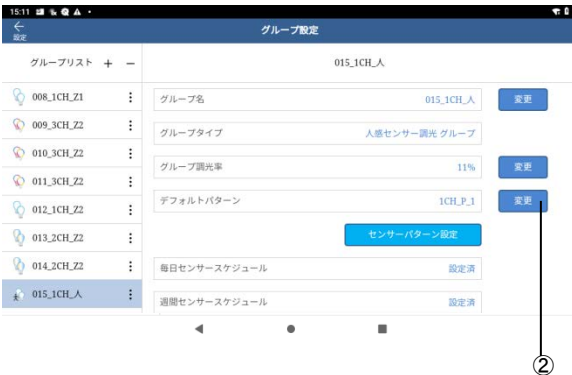 15:11
設定
グループ設定
グループリスト + −
015_1CH_人
008_1CH_Z1
009_3CH_Z2
010_3CH_Z2
011_3CH_Z2
012_1CH_Z2
013_2CH_Z2
014_2CH_Z2
015_1CH_人
グループ名 015_1CH_人 変更
グループタイプ 人感センサー調光 グループ
グループ調光率 11% 変更
デフォルトパターン 1CH_P_1 変更
センサーパターン設定
毎日センサースケジュール 設定済
週間センサースケジュール 設定済
②